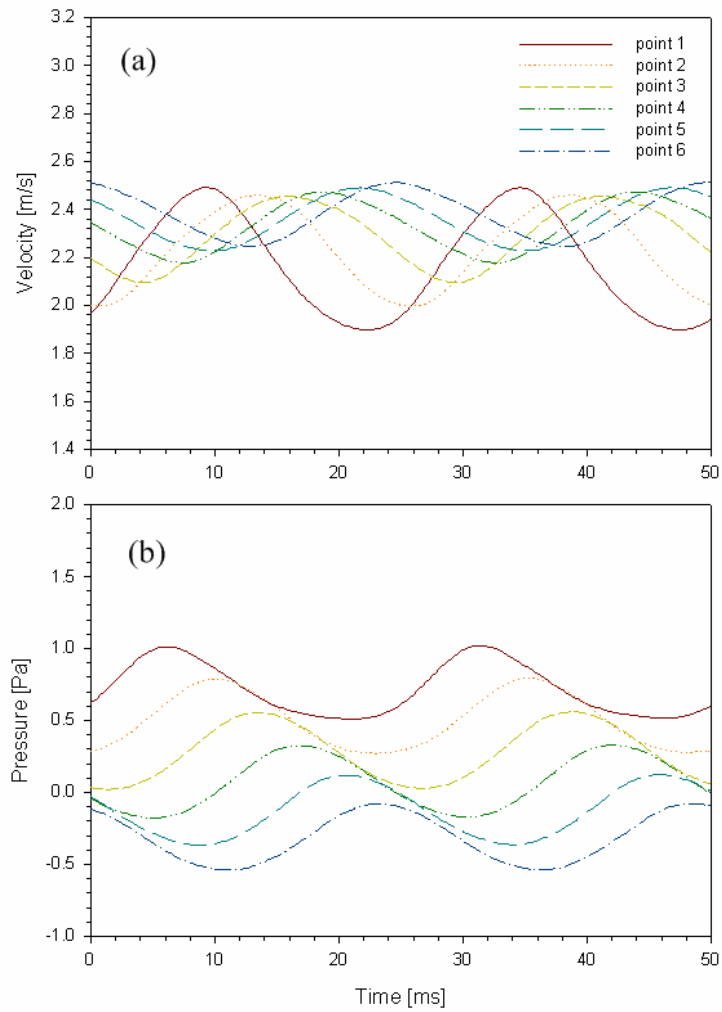 3.2
(a)
point 1
point 2
point 3
point 4
point 5
point 6
3.0
2.8
2.6
2.4
2.2
2.0
1.8
1.6
1.4
Velocity [m/s]
0 10 20 30 40 50
2.0
(b)
1.5
1.0
0.5
0.0
-0.5
-1.0
Pressure [Pa]
0 10 20 30 40 50
Time [ms]